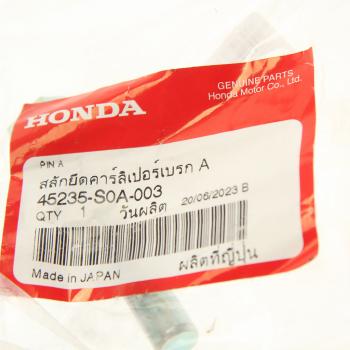 GENUINE PARTS
Honda Motor Co., Ltd.
HONDA
PIN A
สลักยึดคาร์ลิเปอร์เบรก A
45235-S0A-003
QTY 1 วันผลิต 20/06/2023 B
Made in JAPAN ผลิตที่ญี่ปุ่น